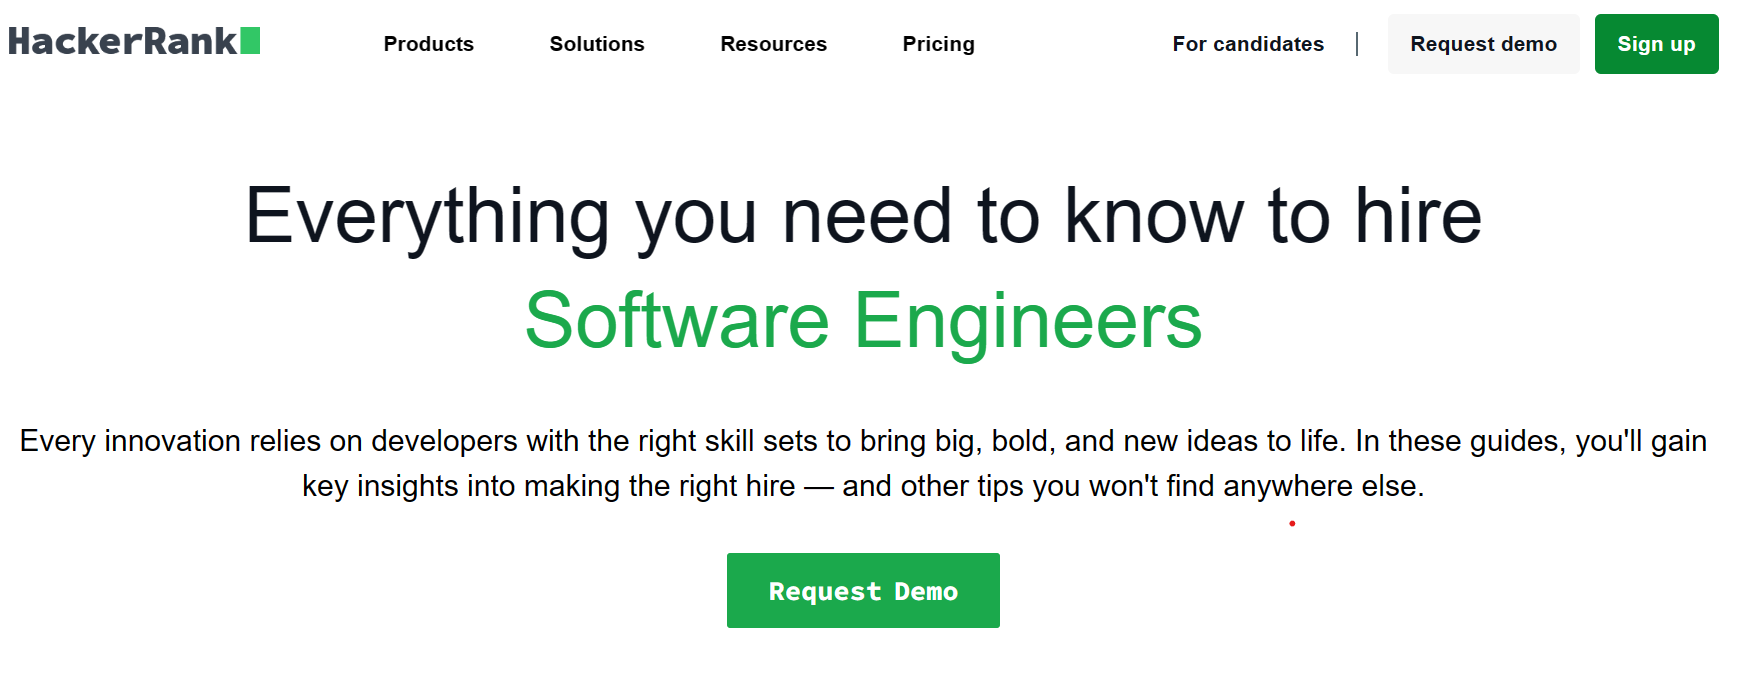 HackerRank
Products
Solutions
Resources
Pricing
For candidates
Request demo
Sign up
Everything you need to know to hire
Software Engineers
Every innovation relies on developers with the right skill sets to bring big, bold, and new ideas to life. In these guides, you'll gain
key insights into making the right hire — and other tips you won't find anywhere else.
Request Demo